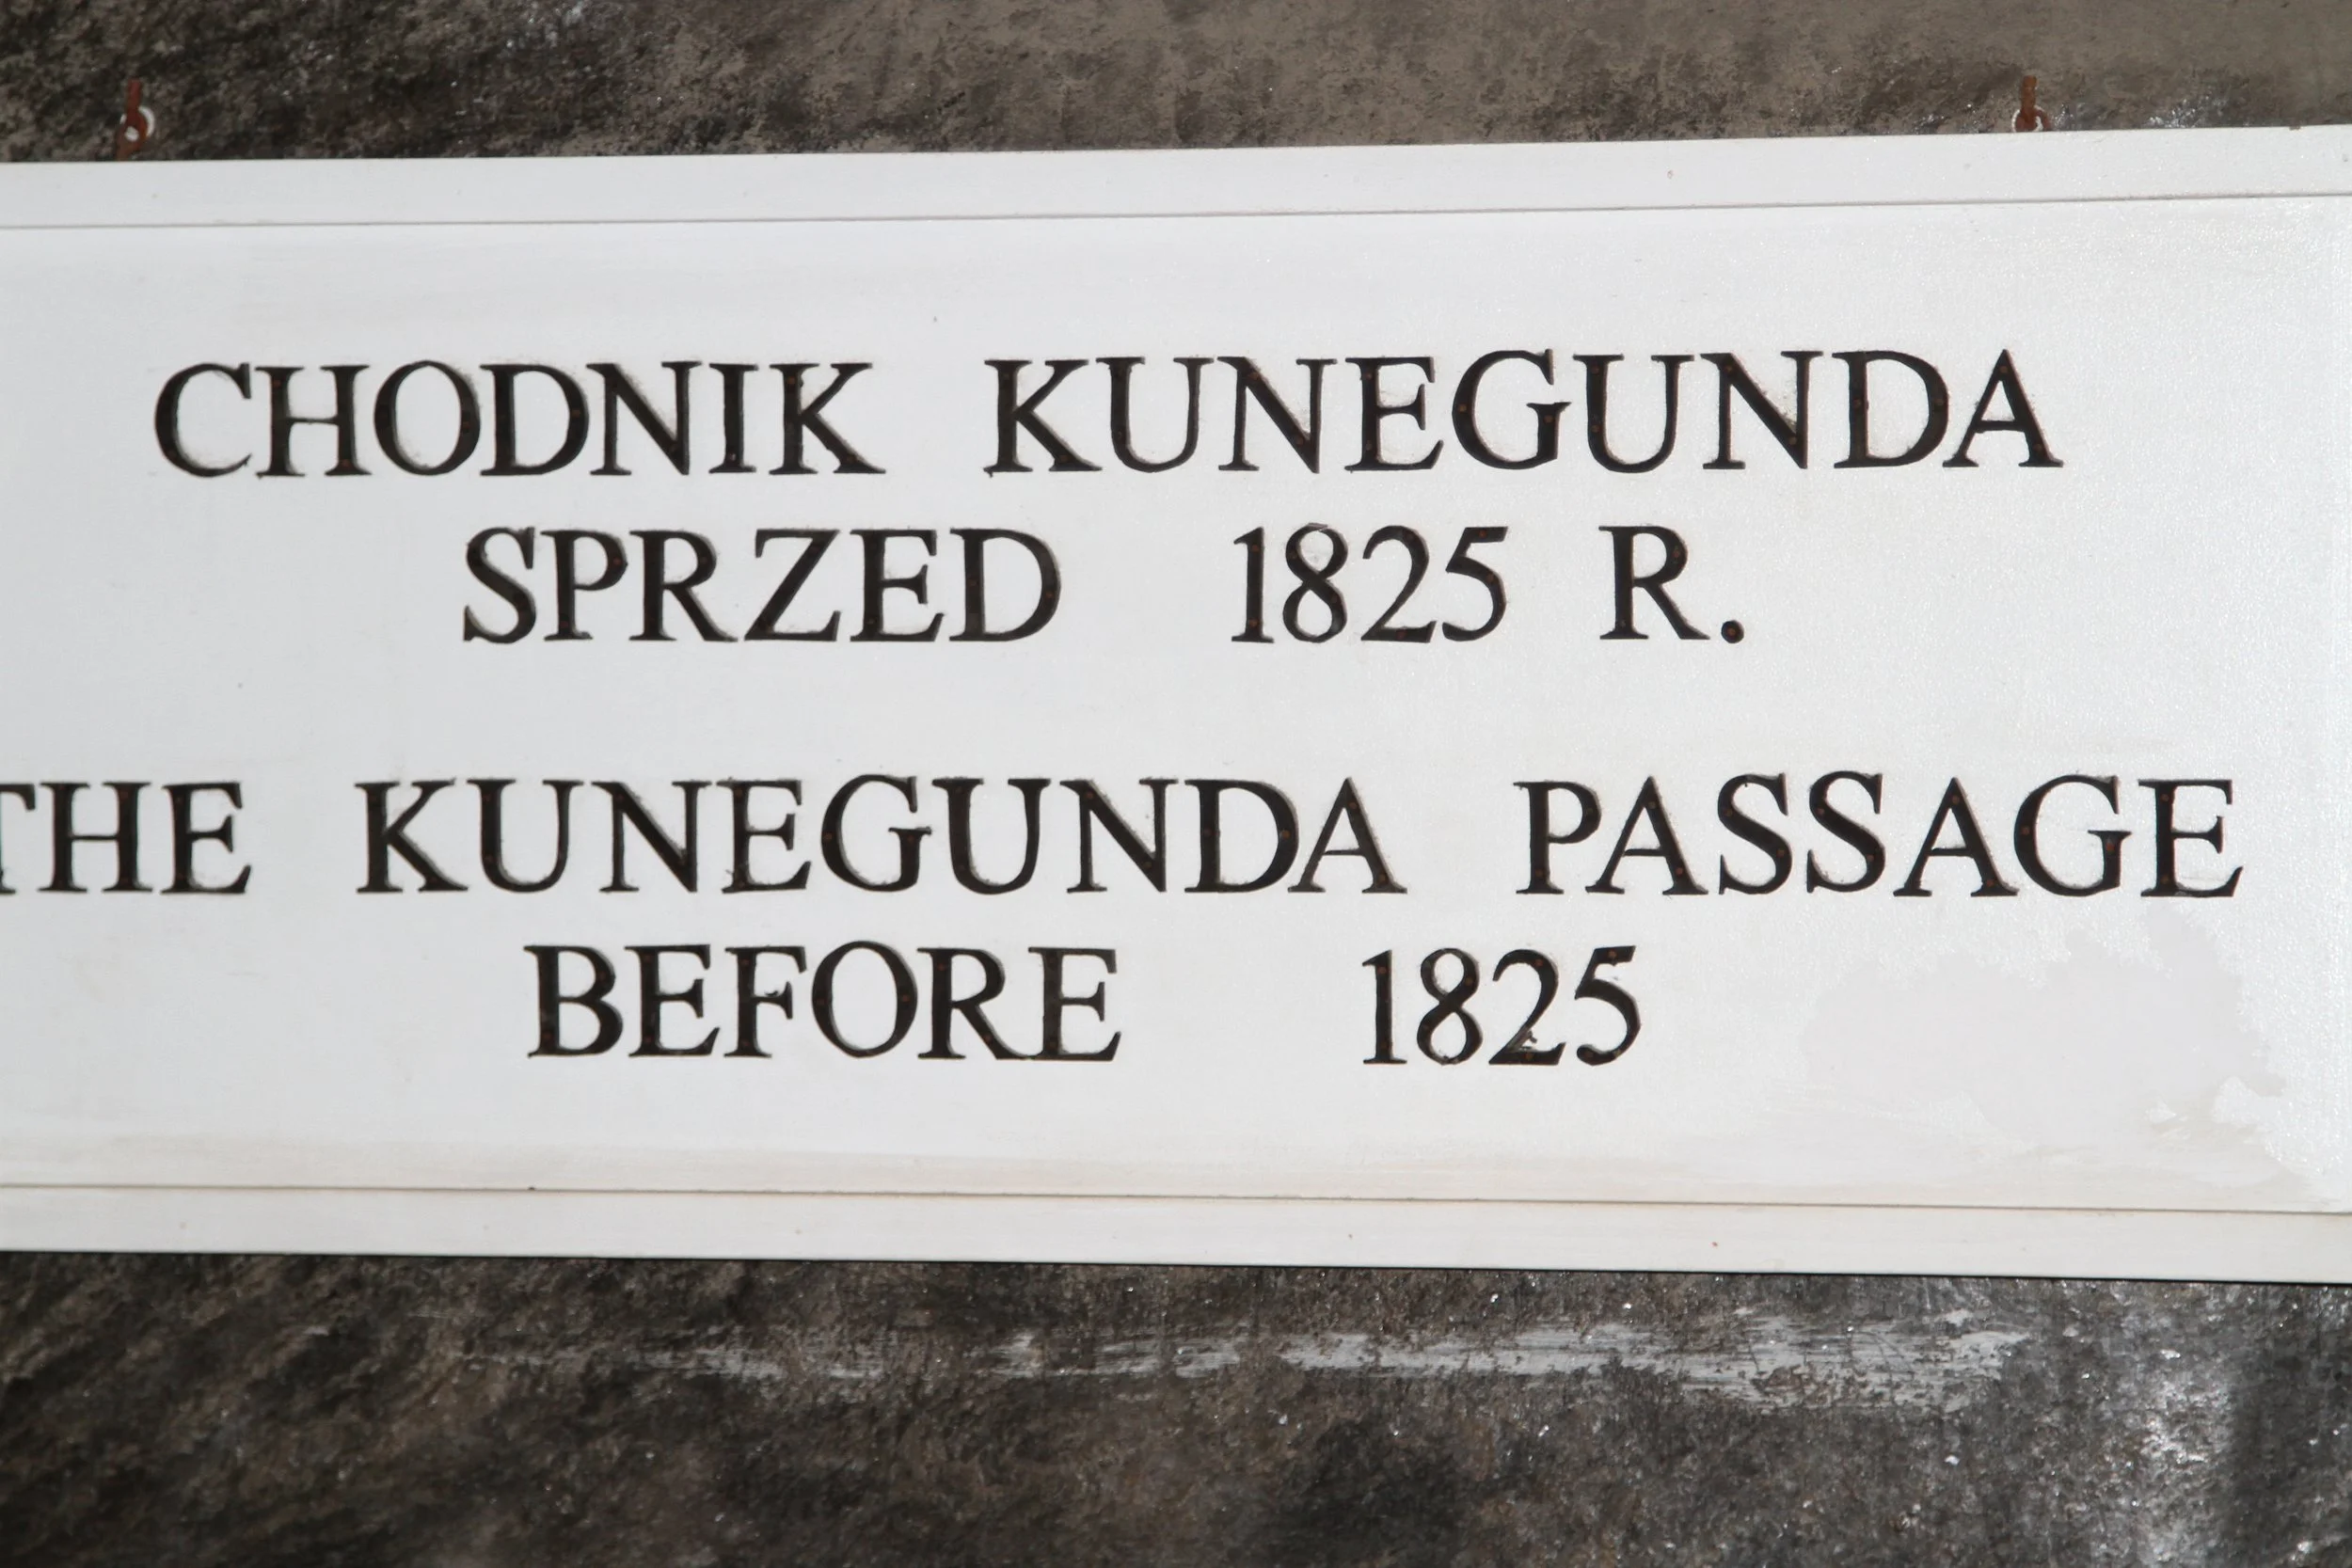 CHODNIK KUNEGUNDA
SPRZED 1825 R.
THE KUNEGUNDA PASSAGE
BEFORE 1825